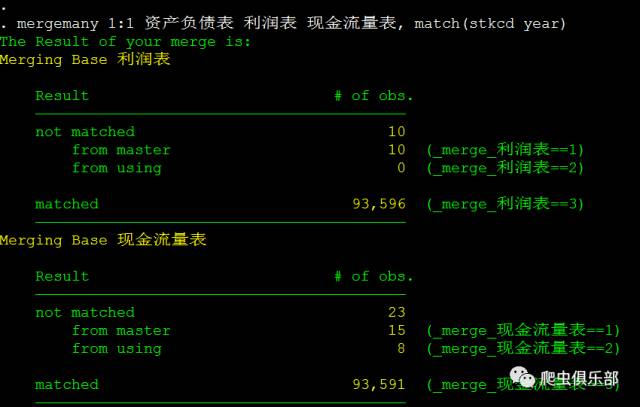 .
. mergemany 1:1 资产负债表 利润表 现金流量表, match(stkcd year)
The Result of your merge is:
Merging Base 利润表
Result # of obs.
not matched 10
from master 10 (_merge_利润表==1)
from using 0 (_merge_利润表==2)
matched 93,596 (_merge_利润表==3)
Merging Base 现金流量表
Result # of obs.
not matched 23
from master 15 (_merge_现金流量表==1)
from using 8 (_merge_现金流量表==2)
matched 93,591 (_merge_现金流量表==3)
爬虫俱乐部